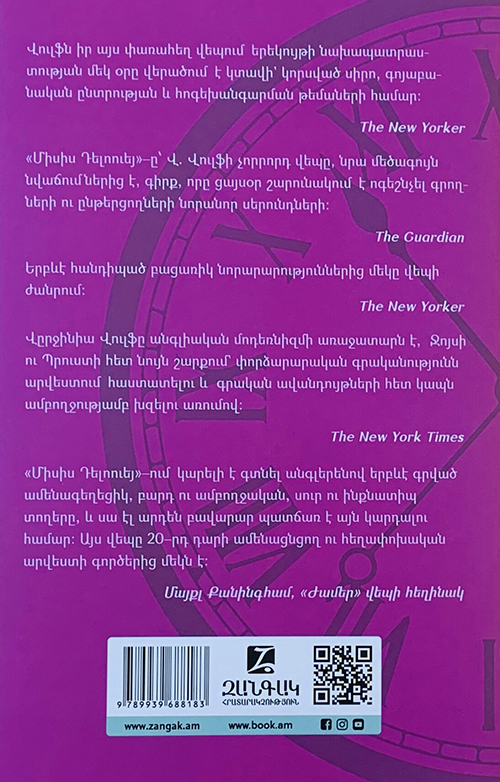 Վուլֆն իր այս փառահեղ վեպում երեկույթի նախապատրաս-
տության մեկ օրը վերածում է կտավի՝ կորսված սիրո, գոյաբա-
նական ընտրության և հոգեխանգարման թեմաների համար։
The New Yorker
«Միսիս Դելոուեյ»–ը՝ Վ. Վուլֆի չորրորդ վեպը, նրա մեծագույն
նվաճումներից է, գիրք, որ ցայսօր շարունակում է ոգեշնչել գրող-
ների ու ընթերցողների նորանոր սերունդների։
The Guardian
Երբևէ հանդիպած բացառիկ նորարարություններից մեկը վեպի
ժանրում։
The New Yorker
Վըրջինիա Վուլֆը անգլիական մոդեռնիզմի առաջատարն է, Ջոյսի
ու Պրուստի հետ նույն շարքում՝ փորձարարական գրականությունն
արվեստում հաստատելու և գրական ավանդույթների հետ կապն
ամբողջությամբ խզելու առումով։
The New York Times
«Միսիս Դելոուեյ»–ում կարելի է գտնել անգլերենով երբևէ գրված
ամենագեղեցիկ, բարդ ու ամբողջական, սուր ու ինքնատիպ
տողերը, և սա էլ արդեն բավարար պատճառ է այն կարդալու
համար։ Այս վեպը 20–րդ դարի ամենացնցող ու հեղափոխական
արվեստի գործերից մեկն է։
Մայքլ Քանինգհամ, «Ժամեր» վեպի հեղինակ
ԶԱՆԳԱԿ
ՀՐԱՏԱՐԱԿՉՈՒԹՅՈՒՆ
9 789939 688183
www.zangak.am www.book.am